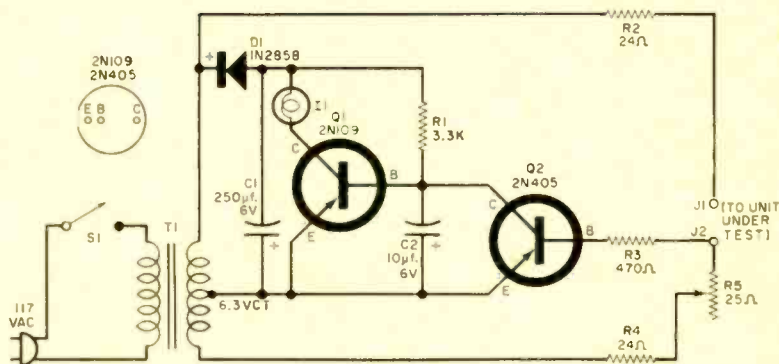 R2
24Ω
+
D1
1N2858
2N109
2N405
E B C
I1
Q1
2N109
R1
3.3K
C
B
E
C1
250µf.
6V
+
Q2
2N405
C
B
E
C2
10µf.
6V
+
J1
(TO UNIT
UNDER
TEST)
J2
R3
470Ω
R5
25Ω
S1
T1
117
VAC
6.3VCT
R4
24Ω